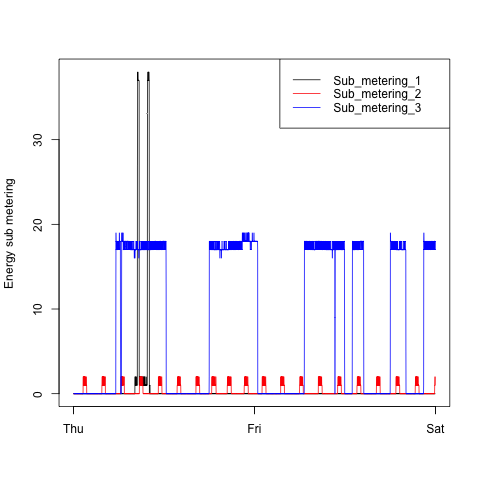 Sub_metering_1
Sub_metering_2
Sub_metering_3
Energy sub metering
30
20
10
0
Thu Fri Sat